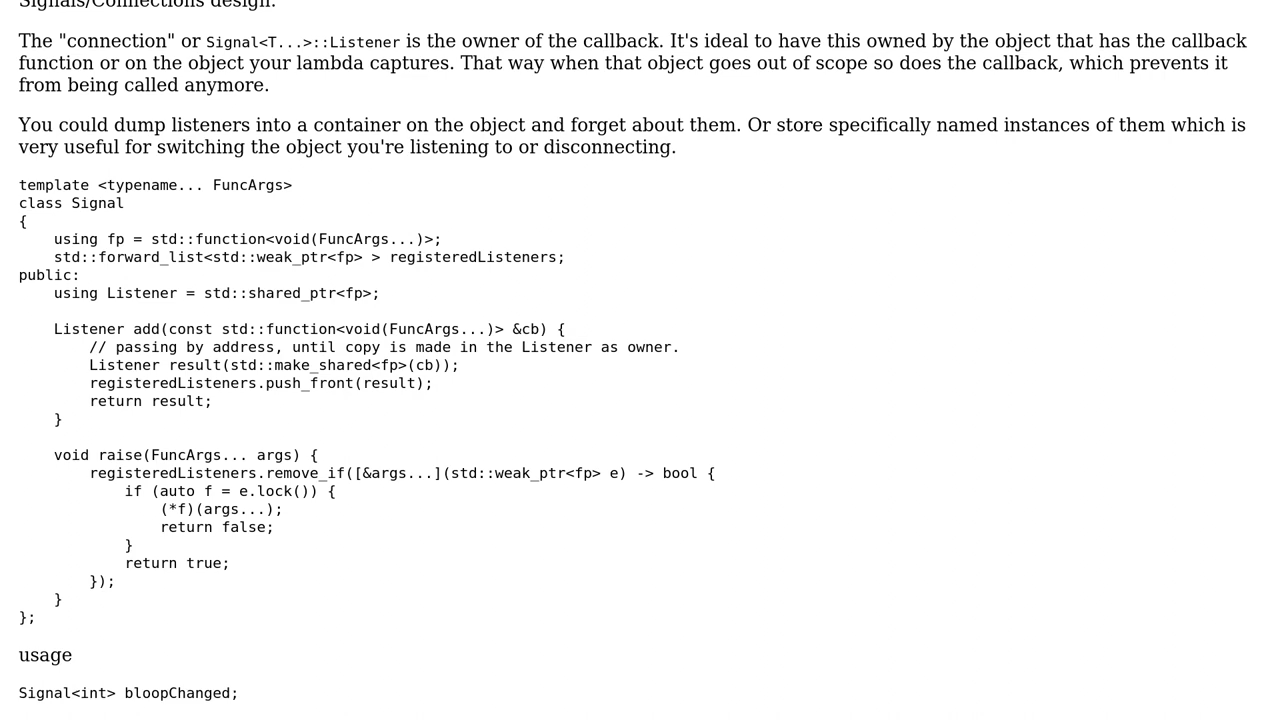 Signals/Connections design.
The "connection" or Signal<T...>::Listener is the owner of the callback. It's ideal to have this owned by the object that has the callback
function or on the object your lambda captures. That way when that object goes out of scope so does the callback, which prevents it
from being called anymore.
You could dump listeners into a container on the object and forget about them. Or store specifically named instances of them which is
very useful for switching the object you're listening to or disconnecting.
template <typename... FuncArgs>
class Signal
{
    using fp = std::function<void(FuncArgs...)>;
    std::forward_list<std::weak_ptr<fp> > registeredListeners;
public:
    using Listener = std::shared_ptr<fp>;

    Listener add(const std::function<void(FuncArgs...)> &cb) {
        // passing by address, until copy is made in the Listener as owner.
        Listener result(std::make_shared<fp>(cb));
        registeredListeners.push_front(result);
        return result;
    }

    void raise(FuncArgs... args) {
        registeredListeners.remove_if([&args...](std::weak_ptr<fp> e) -> bool {
            if (auto f = e.lock()) {
                (*f)(args...);
                return false;
            }
            return true;
        });
    }
};
usage
Signal<int> bloopChanged;